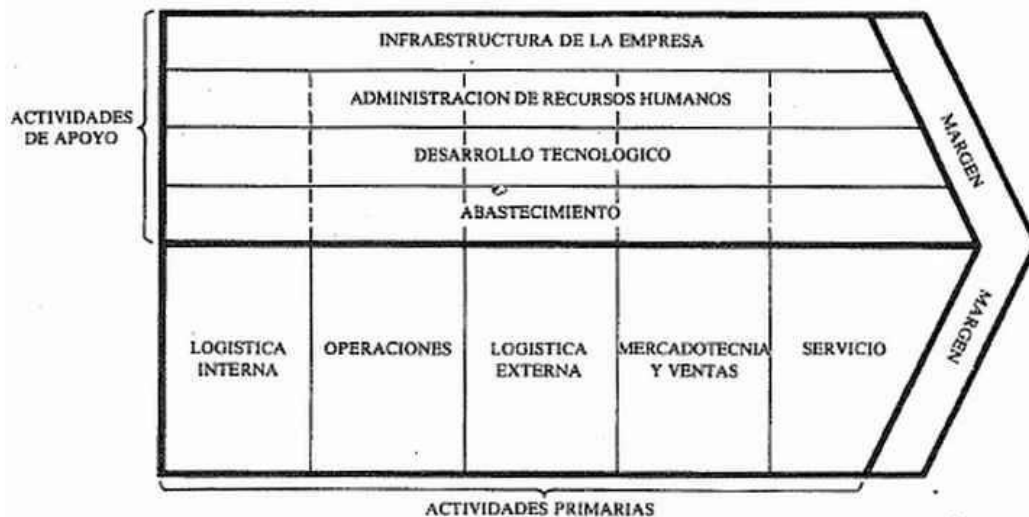 INFRAESTRUCTURA DE LA EMPRESA
ADMINISTRACION DE RECURSOS HUMANOS
ACTIVIDADES
DE APOYO
DESARROLLO TECNOLOGICO
ABASTECIMIENTO
MARGEN
LOGISTICA
INTERNA
OPERACIONES
LOGISTICA
EXTERNA
MERCADOTECNIA
Y VENTAS
SERVICIO
MARGEN
ACTIVIDADES PRIMARIAS